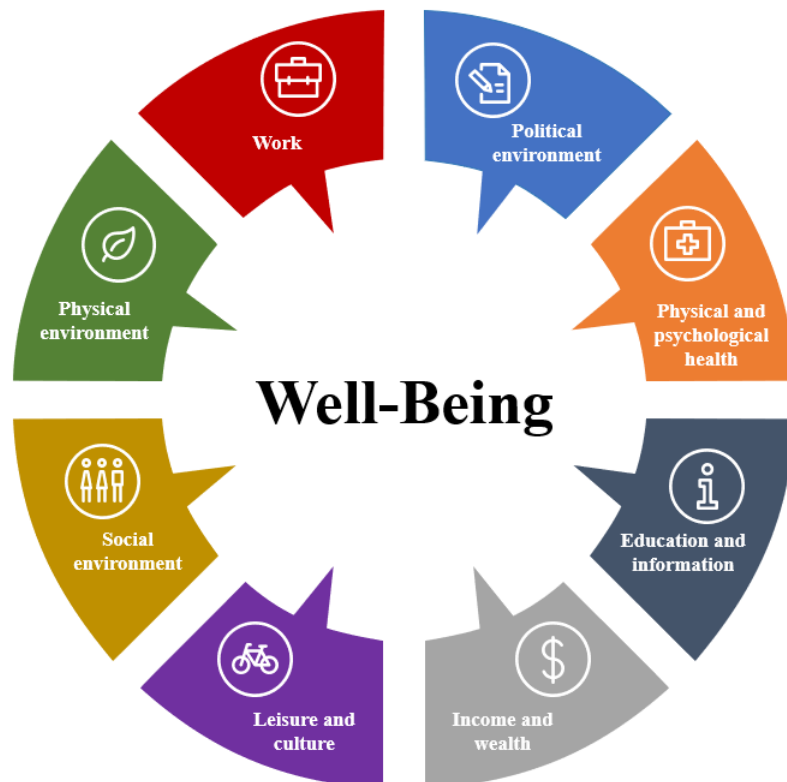 Work
Political
environment
Physical
environment
Physical and
psychological
health
Well-Being
Social
environment
Education and
information
Leisure and
culture
Income and
wealth